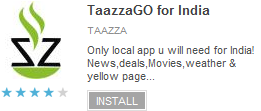 TaazzaGO for India
TAAZZA
Only local app u will need for India!
News,deals,Movies,weather &
yellow page...
INSTALL